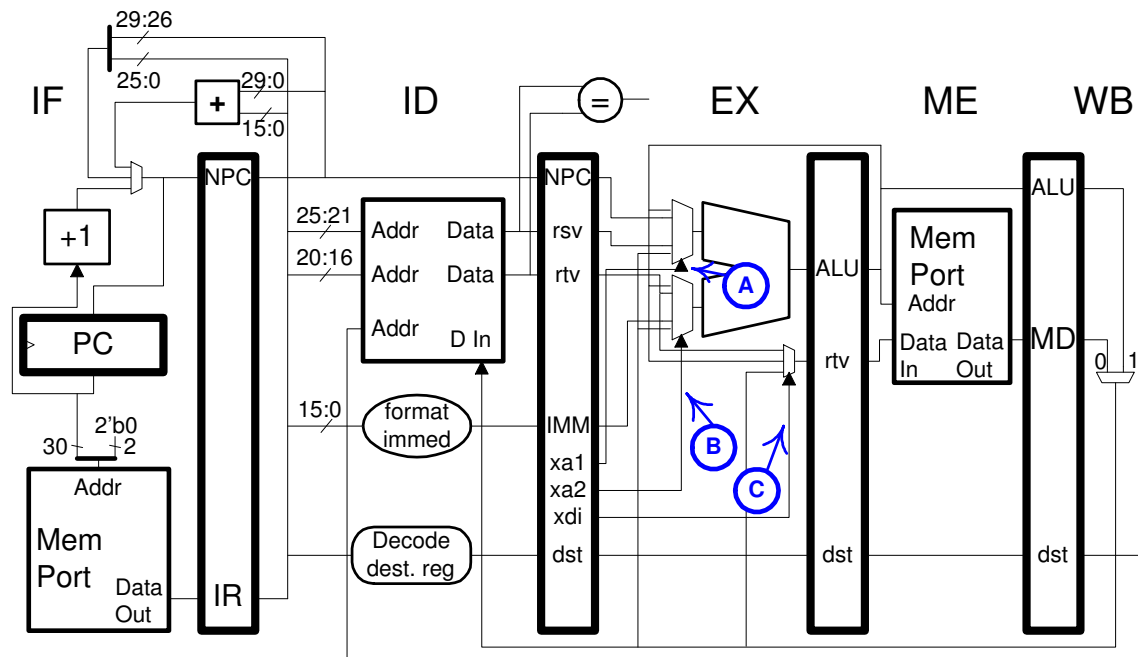 29:26
25:0
29:0
15:0
IF
ID
EX
ME
WB
+
=
NPC
NPC
ALU
+1
25:21
20:16
Addr
Data
Addr
Data
Addr
D In
rsv
rtv
A
ALU
Mem
Port
Addr
Data
In
Data
Out
PC
rtv
MD
0
1
15:0
format
immed
IMM
B
C
xa1
xa2
xdi
30
2'b0
2
Addr
Mem
Port
Data
Out
IR
Decode
dest. reg
dst
dst
dst